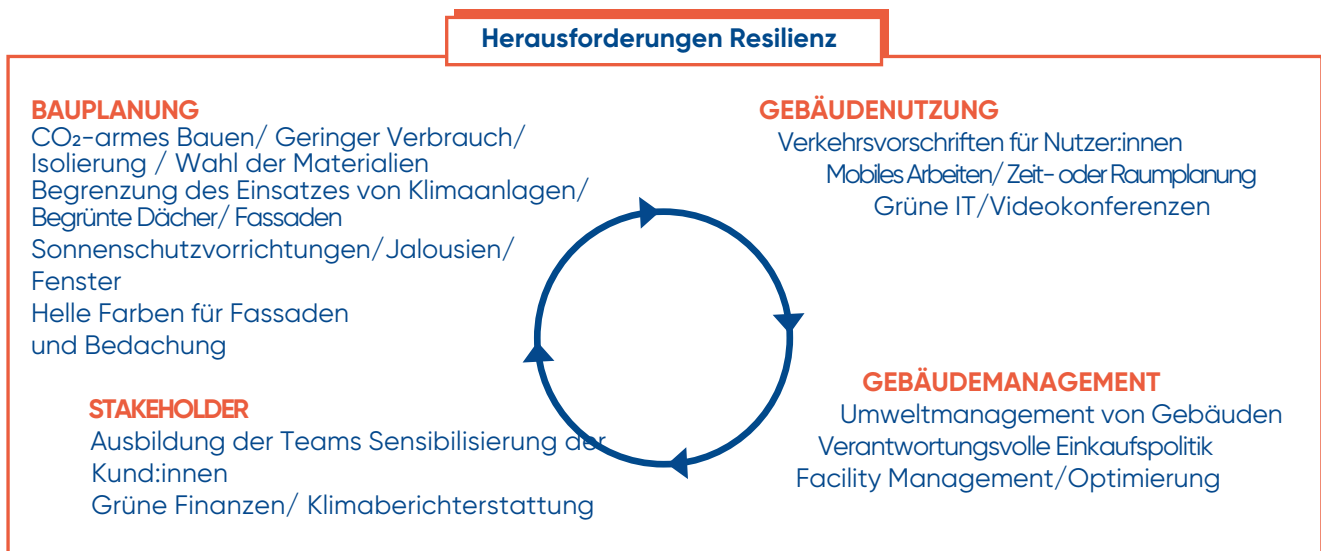 Herausforderungen Resilienz
BAUPLANUNG
CO₂-armes Bauen/ Geringer Verbrauch/
Isolierung / Wahl der Materialien
Begrenzung des Einsatzes von Klimaanlagen/
Begrünte Dächer/ Fassaden
Sonnenschutzvorrichtungen/Jalousien/
Fenster
Helle Farben für Fassaden
und Bedachung
GEBÄUDENUTZUNG
Verkehrsvorschriften für Nutzer:innen
Mobiles Arbeiten/ Zeit- oder Raumplanung
Grüne IT/Videokonferenzen
GEBÄUDEMANAGEMENT
Umweltmanagement von Gebäuden
Verantwortungsvolle Einkaufspolitik
Facility Management/Optimierung
STAKEHOLDER
Ausbildung der Teams Sensibilisierung der
Kund:innen
Grüne Finanzen/ Klimaberichterstattung